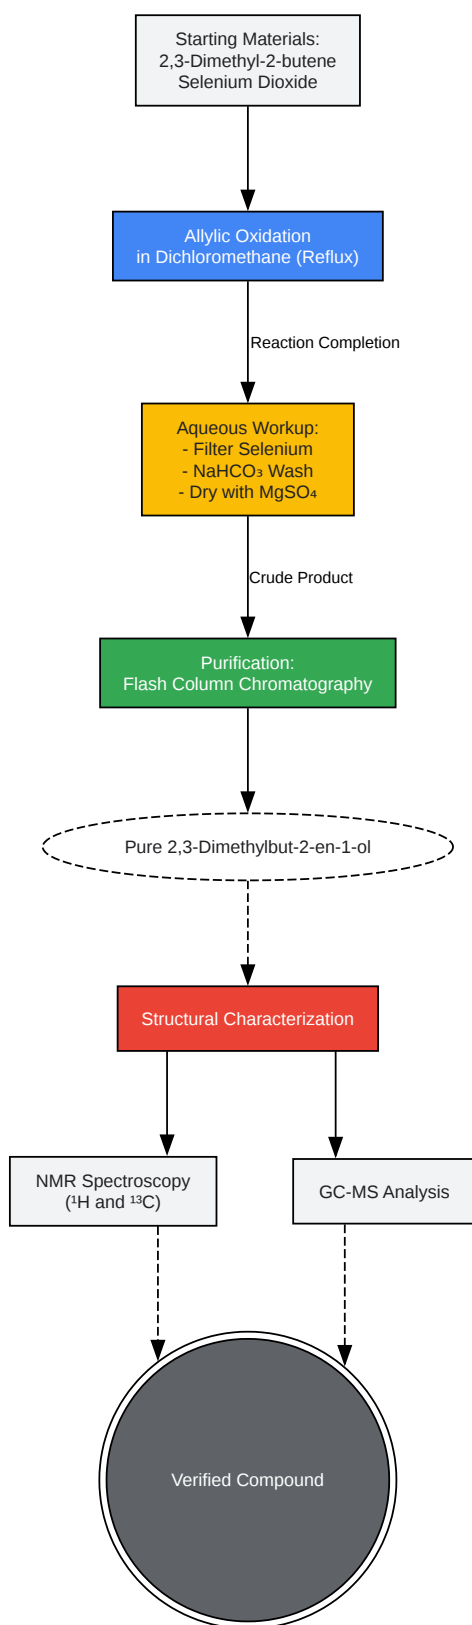 Starting Materials:
2,3-Dimethyl-2-butene
Selenium Dioxide
Allylic Oxidation
in Dichloromethane (Reflux)
Reaction Completion
Aqueous Workup:
- Filter Selenium
- NaHCO₃ Wash
- Dry with MgSO₄
Crude Product
Purification:
Flash Column Chromatography
Pure 2,3-Dimethylbut-2-en-1-ol
Structural Characterization
NMR Spectroscopy
(¹H and ¹³C)
GC-MS Analysis
Verified Compound